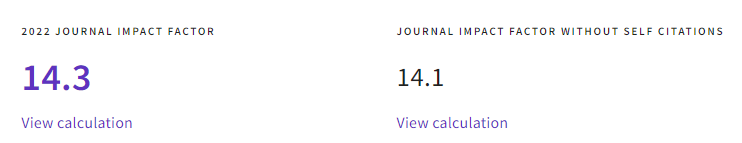 2022 JOURNAL IMPACT FACTOR
14.3
View calculation
JOURNAL IMPACT FACTOR WITHOUT SELF CITATIONS
14.1
View calculation